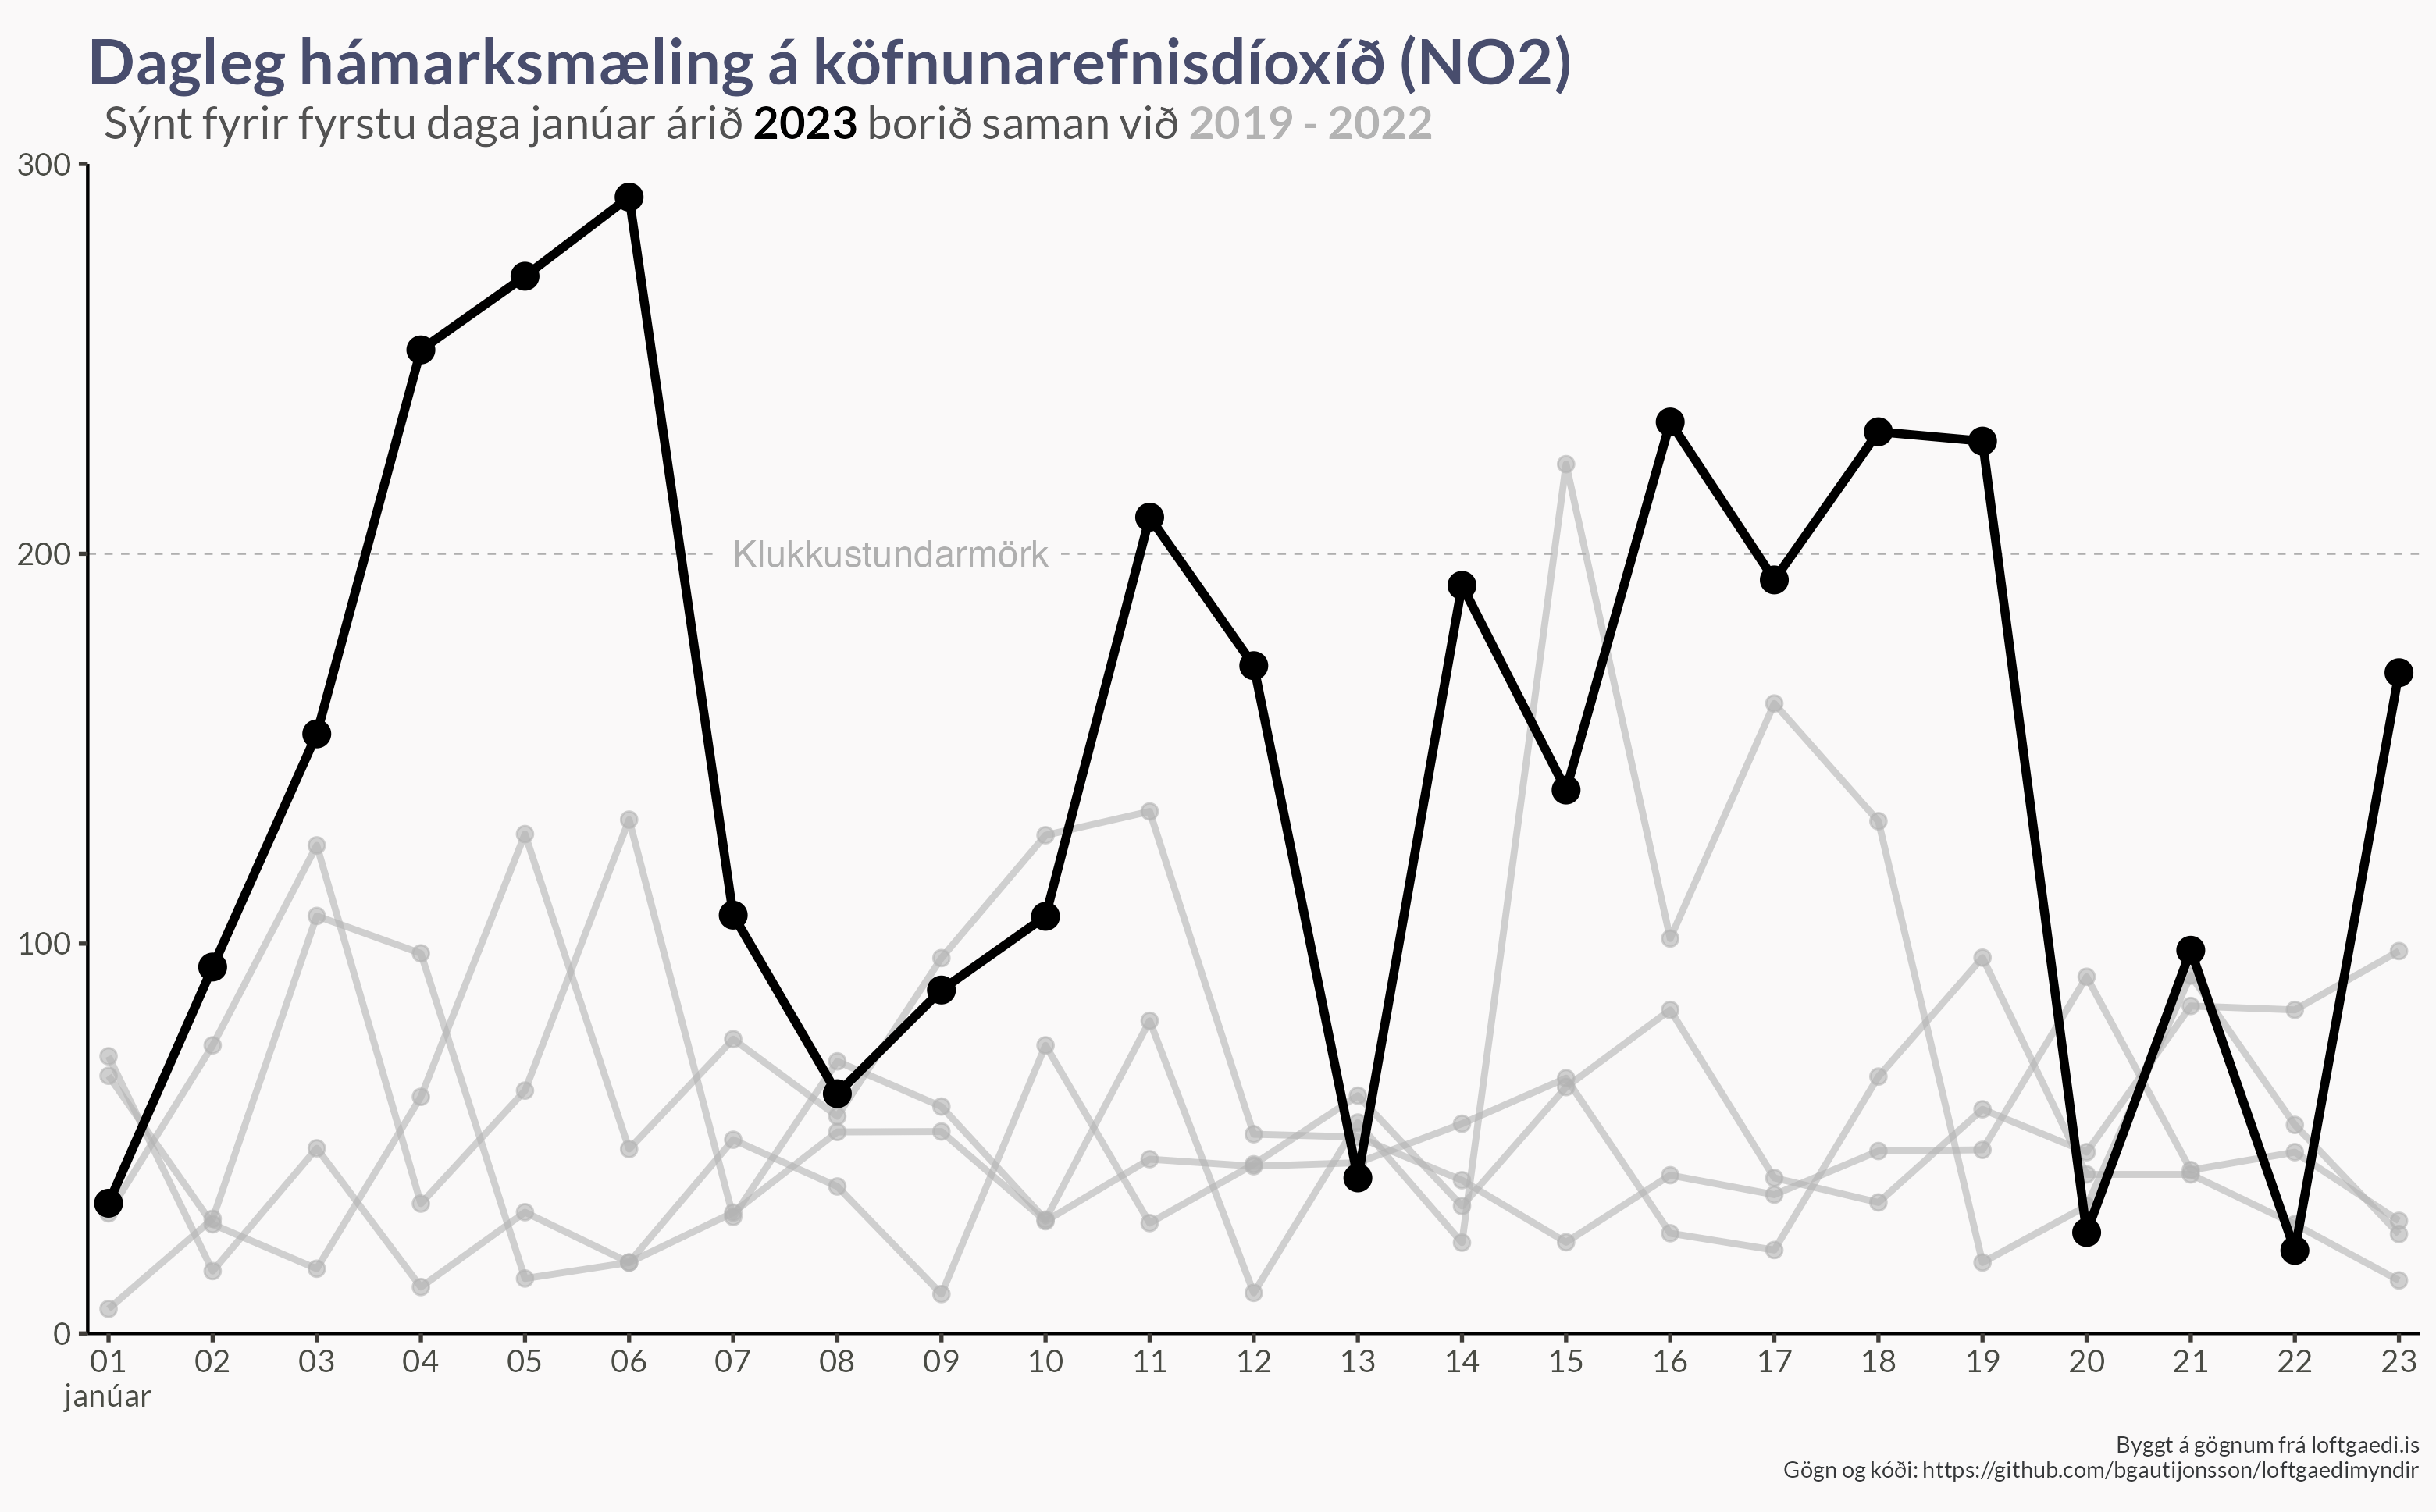 Dagleg hámarksmæling á köfnunarefnisdíoxíð (NO2)
Sýnt fyrir fyrstu daga janúar árið 2023 borið saman við 2019 - 2022
300
200
Klukkustundarmörk
100
0
01 02 03 04 05 06 07 08 09 10 11 12 13 14 15 16 17 18 19 20 21 22 23
janúar
Byggt á gögnum frá loftgaedi.is
Gögn og kóði: https://github.com/bgautijonsson/loftgaedimyndir